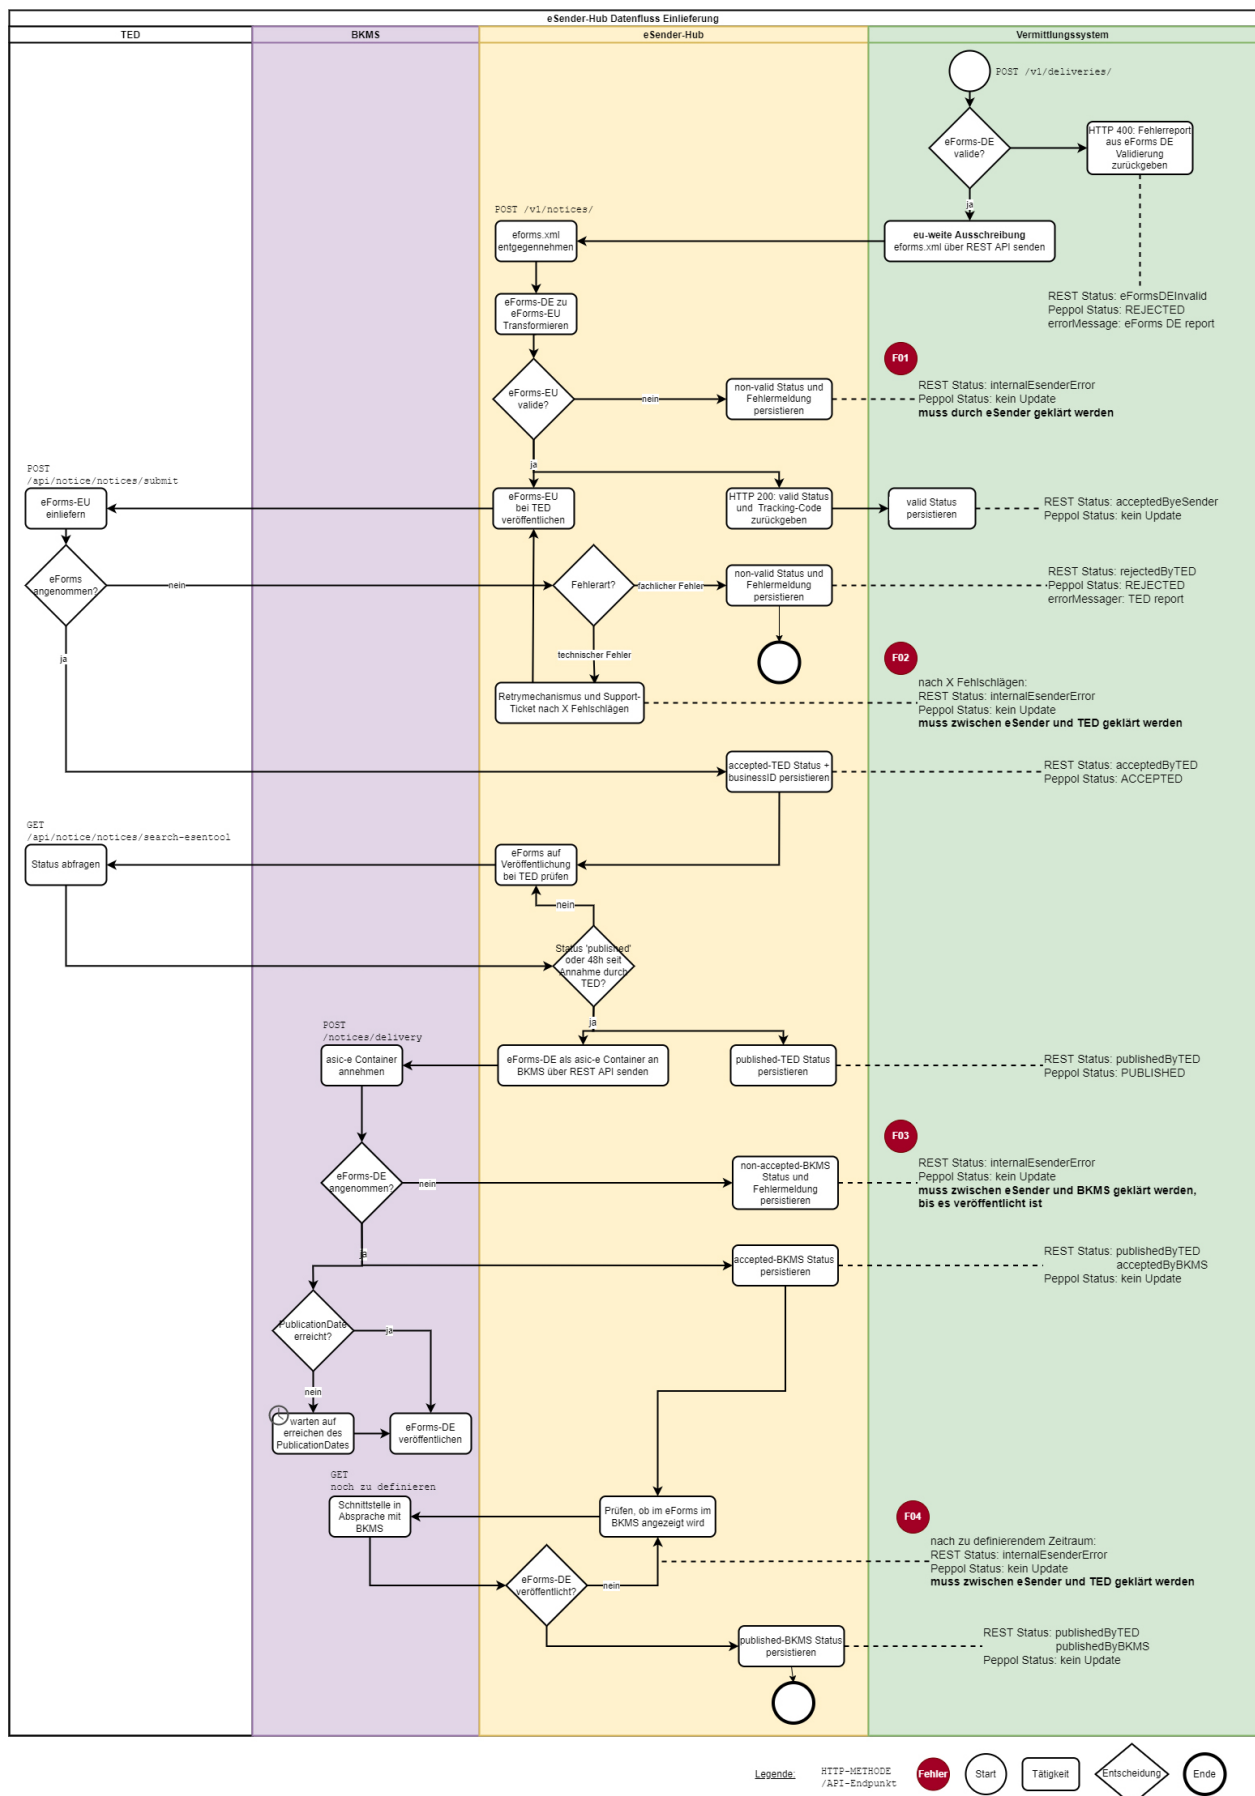 eSender-Hub Datenfluss Einlieferung
TED
BKMS
eSender-Hub
Vermittlungssystem
POST /v1/deliveries/
eForms-DE
valide?
HTTP 400: Fehlerreport
aus eForms DE
Validierung
zurückgeben
ja
POST /v1/notices/
eforms.xml
entgegennehmen
eu-weite Ausschreibung
eforms.xml über REST API senden
eForms-DE zu
eForms-EU
Transformieren
REST Status: eFormsDEInvalid
Peppol Status: REJECTED
errorMessage: eForms DE report
F01
eForms-EU
valide?
nein
non-valid Status und
Fehlermeldung
persistieren
REST Status: internalEsenderError
Peppol Status: kein Update
muss durch eSender geklärt werden
ja
POST
/api/notice/notices/submit
eForms-EU
einliefern
eForms-EU
bei TED
veröffentlichen
HTTP 200: valid Status
und Tracking-Code
zurückgeben
valid Status
persistieren
REST Status: acceptedByeSender
Peppol Status: kein Update
eForms
angenommen?
nein
Fehlerart?
fachlicher Fehler
non-valid Status und
Fehlermeldung
persistieren
REST Status: rejectedByTED
Peppol Status: REJECTED
errorMessager: TED report
ja
technischer Fehler
F02
Retrymechanismus und Support-
Ticket nach X Fehlschlägen
nach X Fehlschlägen:
REST Status: internalEsenderError
Peppol Status: kein Update
muss zwischen eSender und TED geklärt werden
accepted-TED Status +
businessID persistieren
REST Status: acceptedByTED
Peppol Status: ACCEPTED
GET
/api/notice/notices/search-esentool
Status abfragen
eForms auf
Veröffentlichung
bei TED prüfen
nein
Status 'published'
oder 48h seit
Annahme durch
TED?
ja
POST
/notices/delivery
asic-e Container
annehmen
eForms-DE als asic-e Container an
BKMS über REST API senden
published-TED Status
persistieren
REST Status: publishedByTED
Peppol Status: PUBLISHED
F03
eForms-DE
angenommen?
nein
non-accepted-BKMS
Status und
Fehlermeldung
persistieren
REST Status: internalEsenderError
Peppol Status: kein Update
muss zwischen eSender und BKMS geklärt werden,
bis es veröffentlicht ist
ja
accepted-BKMS Status
persistieren
REST Status: publishedByTED
acceptedByBKMS
Peppol Status: kein Update
PublicationDate
erreicht?
ja
nein
warten auf
erreichen des
PublicationDates
eForms-DE
veröffentlichen
GET
noch zu definieren
Schnittstelle in
Absprache mit
BKMS
Prüfen, ob im eForms im
BKMS angezeigt wird
F04
nach zu definierendem Zeitraum:
REST Status: internalEsenderError
Peppol Status: kein Update
muss zwischen eSender und TED geklärt werden
eForms-DE
veröffentlicht?
nein
published-BKMS Status
persistieren
REST Status: publishedByTED
publishedByBKMS
Peppol Status: kein Update
Legende:
HTTP-METHODE
/API-Endpunkt
Fehler
Start
Tätigkeit
Entscheidung
Ende